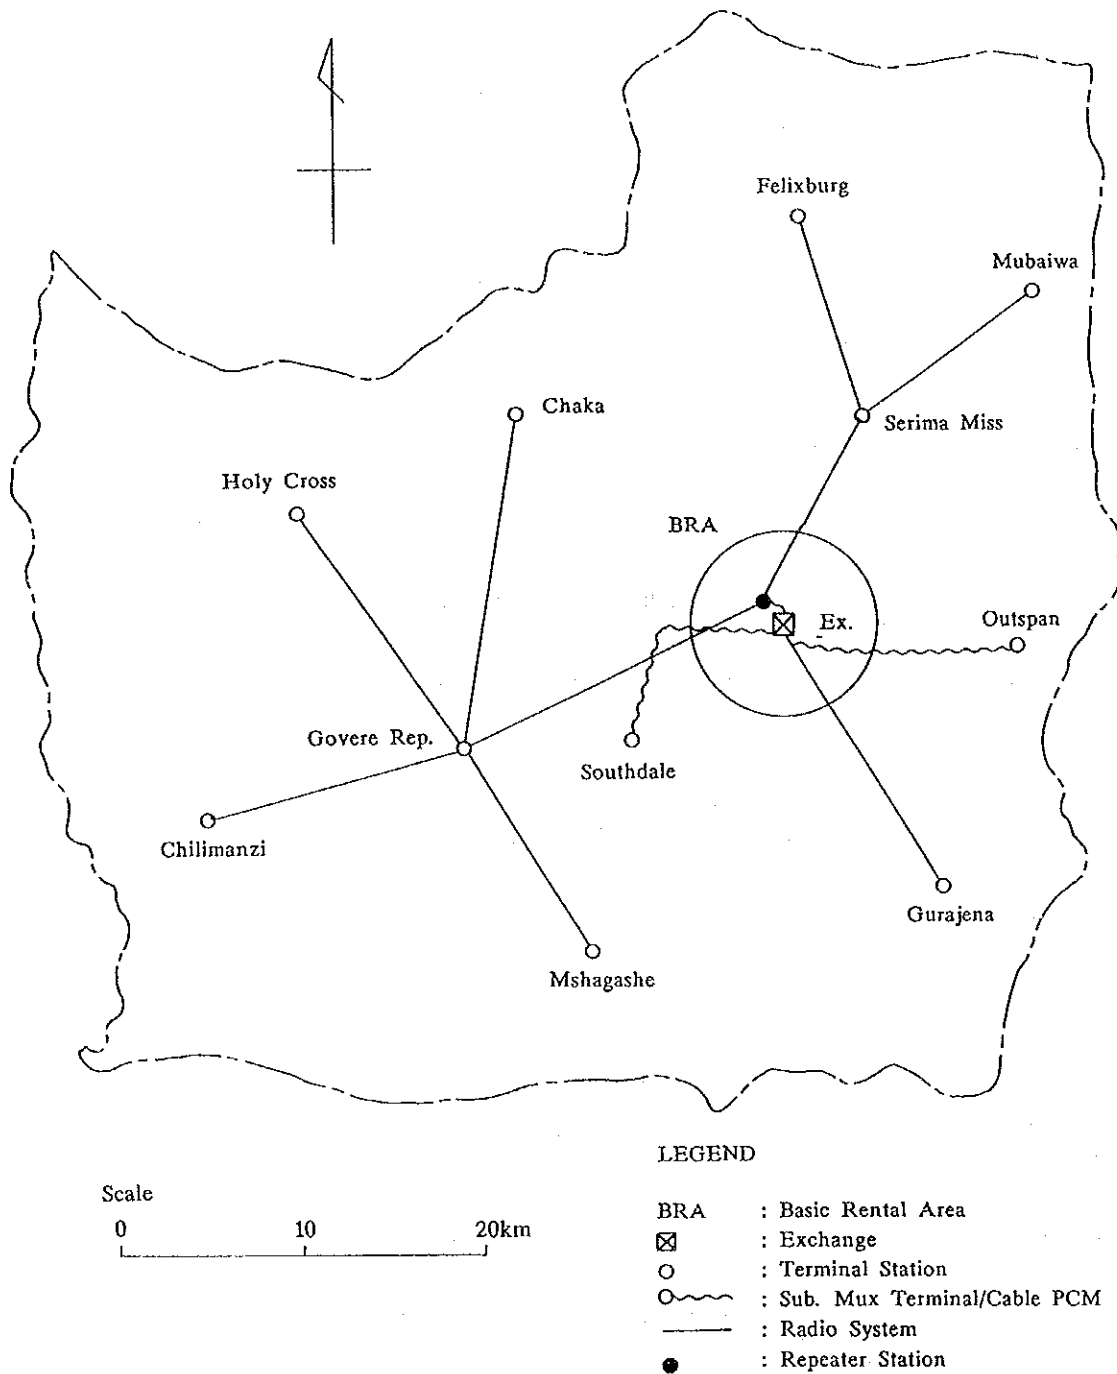 Felixburg
Mubaiwa
Chaka
Serima Miss
Holy Cross
BRA
Ex.
Outspan
Govere Rep.
Southdale
Chilimanzi
Gurajena
Mshagashe
LEGEND
Scale
0 10 20km
BRA : Basic Rental Area
: Exchange
: Terminal Station
: Sub. Mux Terminal/Cable PCM
: Radio System
: Repeater Station